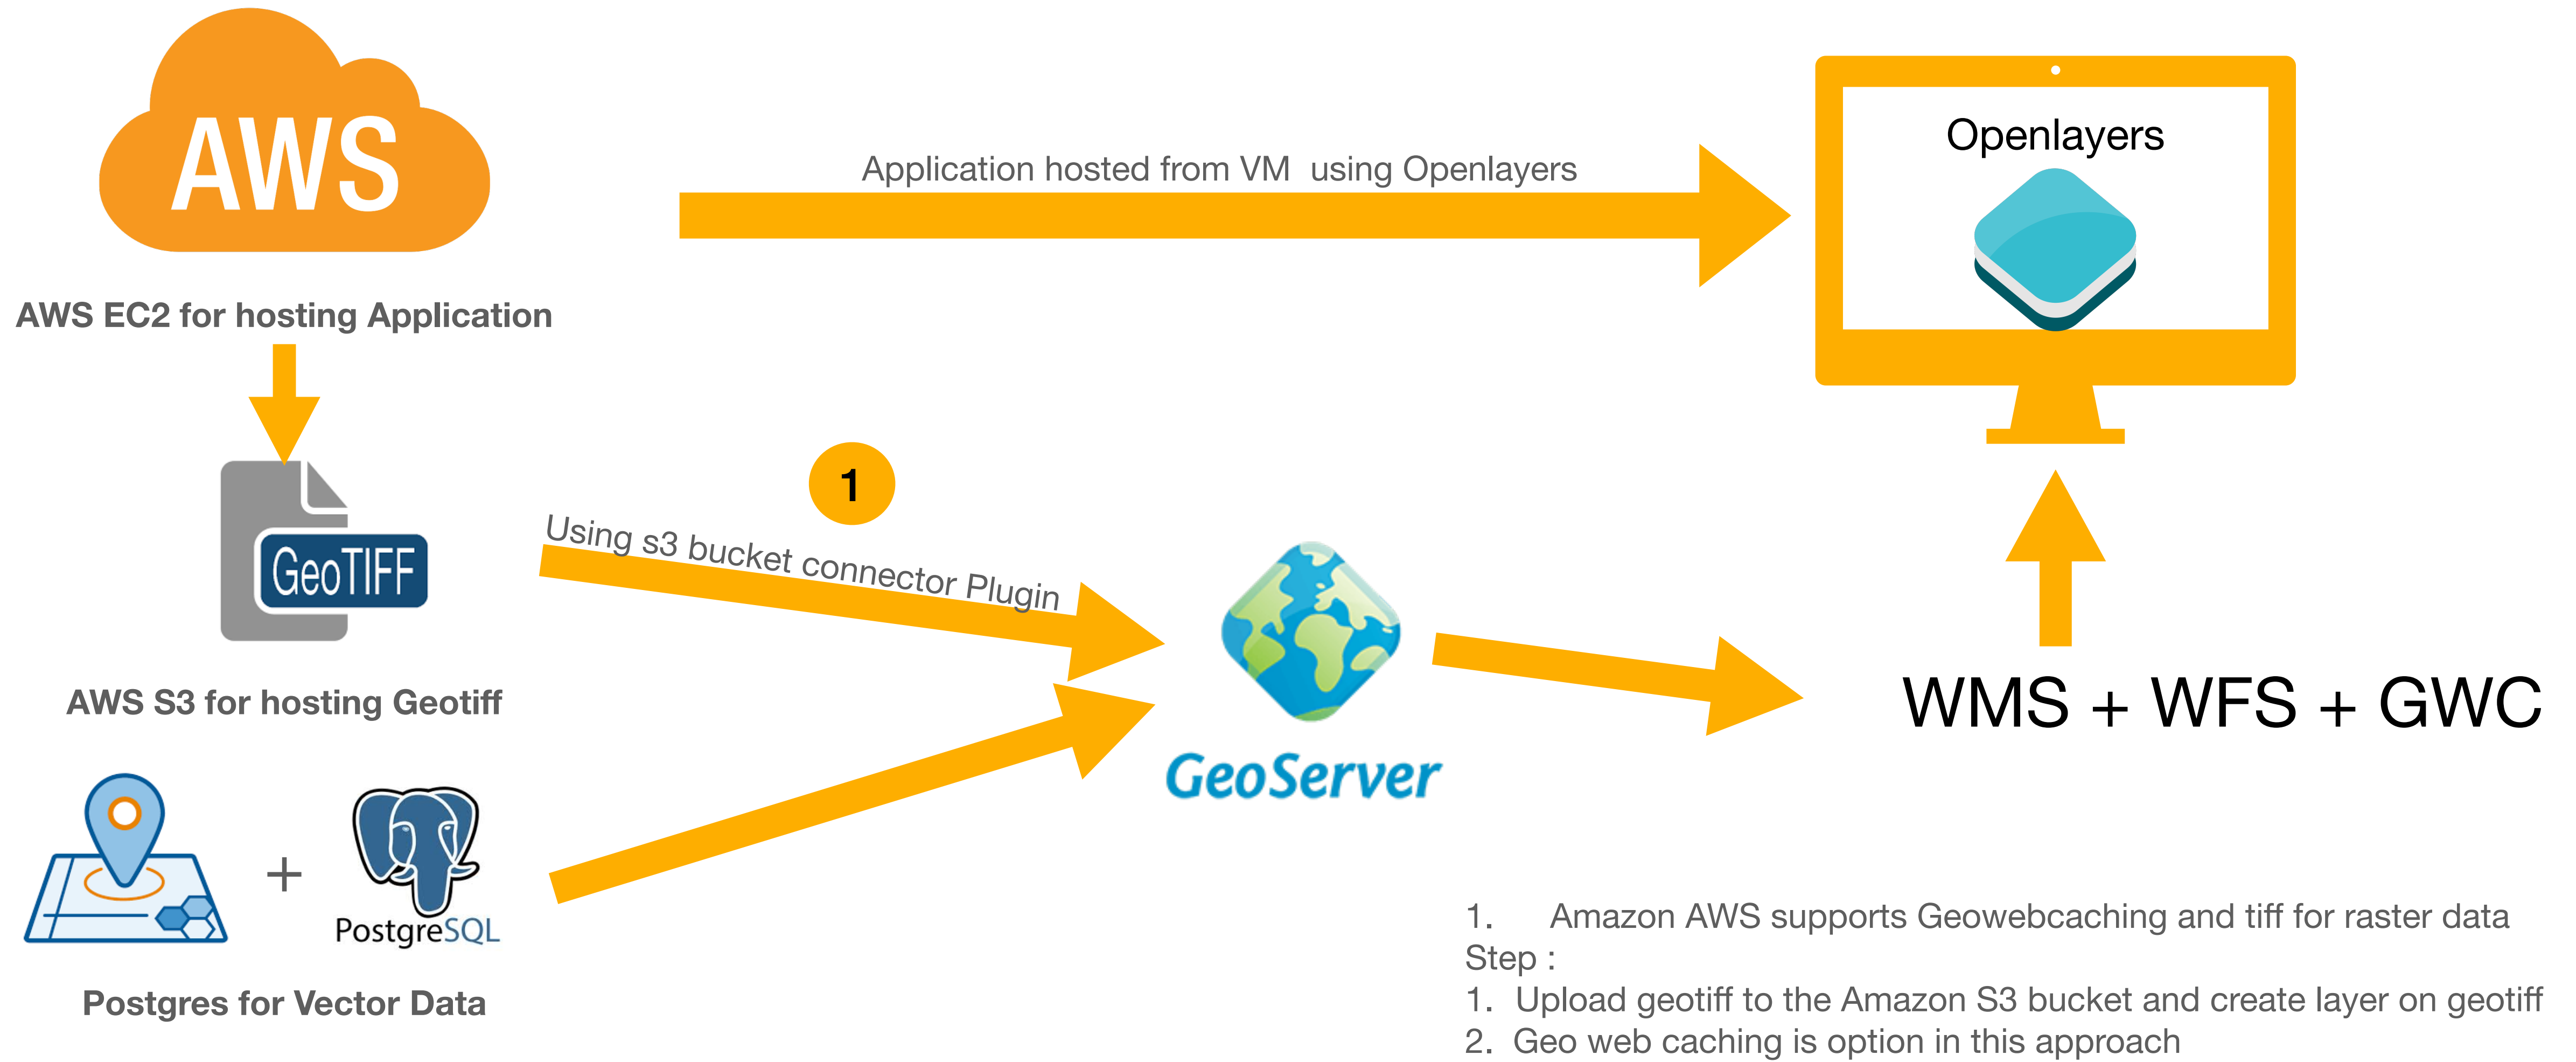 AWS
AWS EC2 for hosting Application
Application hosted from VM using Openlayers
Openlayers
1
Using s3 bucket connector Plugin
GeoTIFF
AWS S3 for hosting Geotiff
GeoServer
WMS + WFS + GWC
+
PostgreSQL
Postgres for Vector Data
1. Amazon AWS supports Geowebcaching and tiff for raster data
Step :
1. Upload geotiff to the Amazon S3 bucket and create layer on geotiff
2. Geo web caching is option in this approach